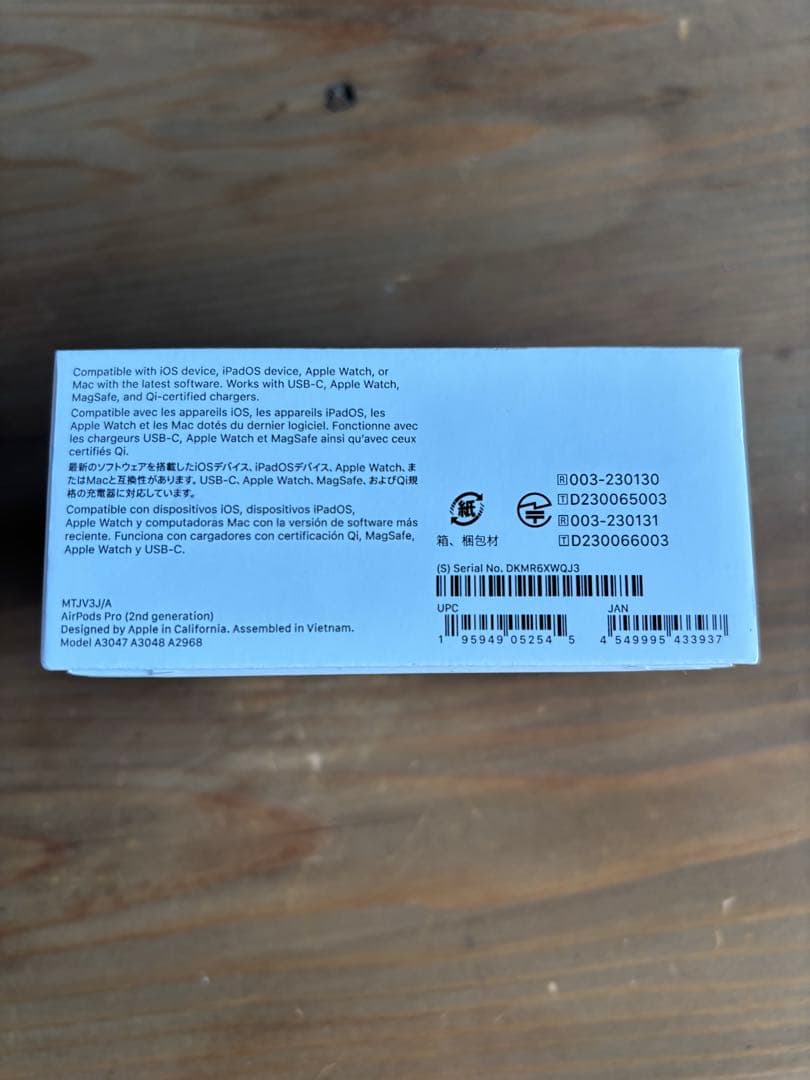 Compatible with iOS device, iPadOS device, Apple Watch, or
Mac with the latest software. Works with USB-C, Apple Watch,
MagSafe, and Qi-certified chargers.
Compatible avec les appareils iOS, les appareils iPadOS, les
Apple Watch et les Mac dotés du dernier logiciel. Fonctionne avec
les chargeurs USB-C, Apple Watch et MagSafe ainsi qu'avec ceux
certifiés Qi.
最新のソフトウェアを搭載したiOSデバイス、iPadOSデバイス、Apple Watch、ま
たはMacと互換性があります。USB-C、Apple Watch、MagSafe、およびQi規
格の充電器に対応しています。
Compatible con dispositivos iOS, dispositivos iPadOS,
Apple Watch y computadoras Mac con la versión de software más
reciente. Funciona con cargadores con certificación Qi, MagSafe,
Apple Watch y USB-C.
MTJV3J/A
AirPods Pro (2nd generation)
Designed by Apple in California. Assembled in Vietnam.
Model A3047 A3048 A2968
紙
箱、梱包材
R 003-230130
T D230065003
R 003-230131
T D230066003
(S) Serial No. DKMR6XWQJ3
UPC
1 95949 05254 5
JAN
4 549995 433937